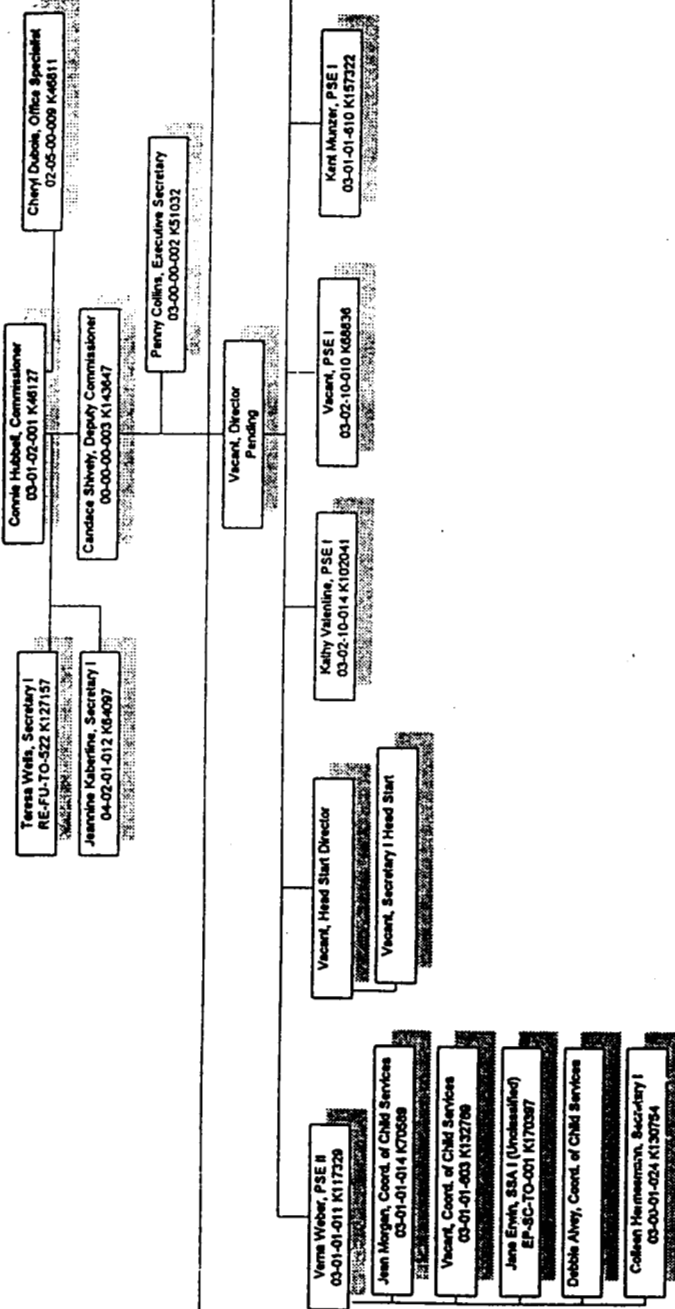 Connie Hubbell, Commissioner
03-01-02-001 K46127
Teresa Wells, Secretary I
RE-FU-TO-522 K127157
Cheryl Dubois, Office Specialist
02-05-00-009 K46811
Jeannine Kaberline, Secretary I
04-02-01-012 K64097
Candace Shively, Deputy Commissioner
00-00-00-003 K143647
Penny Collins, Executive Secretary
03-00-00-002 K51032
Vacant, Director
Pending
Verna Weber, PSE II
03-01-01-011 K117329
Jean Morgan, Coord. of Child Services
03-01-01-014 K70589
Vacant, Coord. of Child Services
03-01-01-603 K132769
Jane Erwin, SSA I (Unclassified)
EP-SC-TO-001 K170397
Debbie Alvey, Coord. of Child Services
Colleen Secretary I
03-00-01-024 K130754
Vacant, Head Start Director
Vacant, Secretary I Head Start
Kathy Valentine, PSE I
03-02-10-014 K102041
Vacant, PSE I
03-02-10-010 K68836
Kent Munzer, PSE I
03-01-01-610 K157322